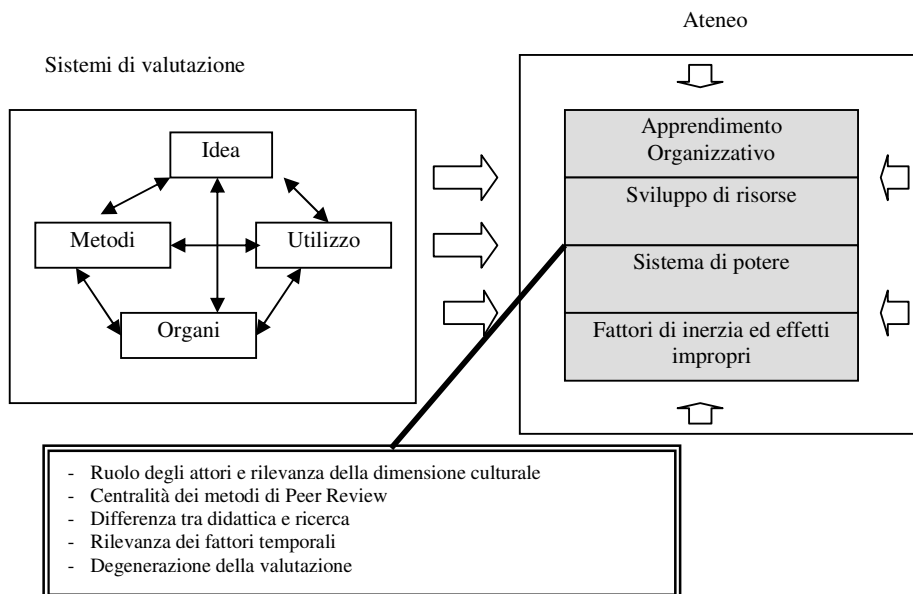 Ateneo
Sistemi di valutazione
Idea
Metodi
Utilizzo
Organi
Apprendimento
Organizzativo
Sviluppo di risorse
Sistema di potere
Fattori di inerzia ed effetti
impropri
- Ruolo degli attori e rilevanza della dimensione culturale
- Centralità dei metodi di Peer Review
- Differenza tra didattica e ricerca
- Rilevanza dei fattori temporali
- Degenerazione della valutazione